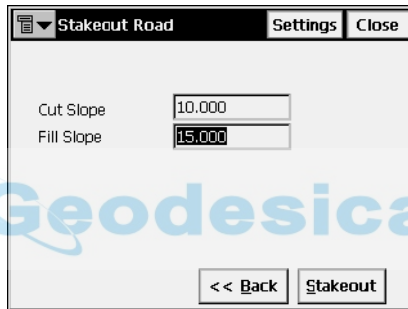 Stakeout Road Settings Close
Cut Slope 10.000
Fill Slope 15.000
Geodesica
<< Back Stakeout